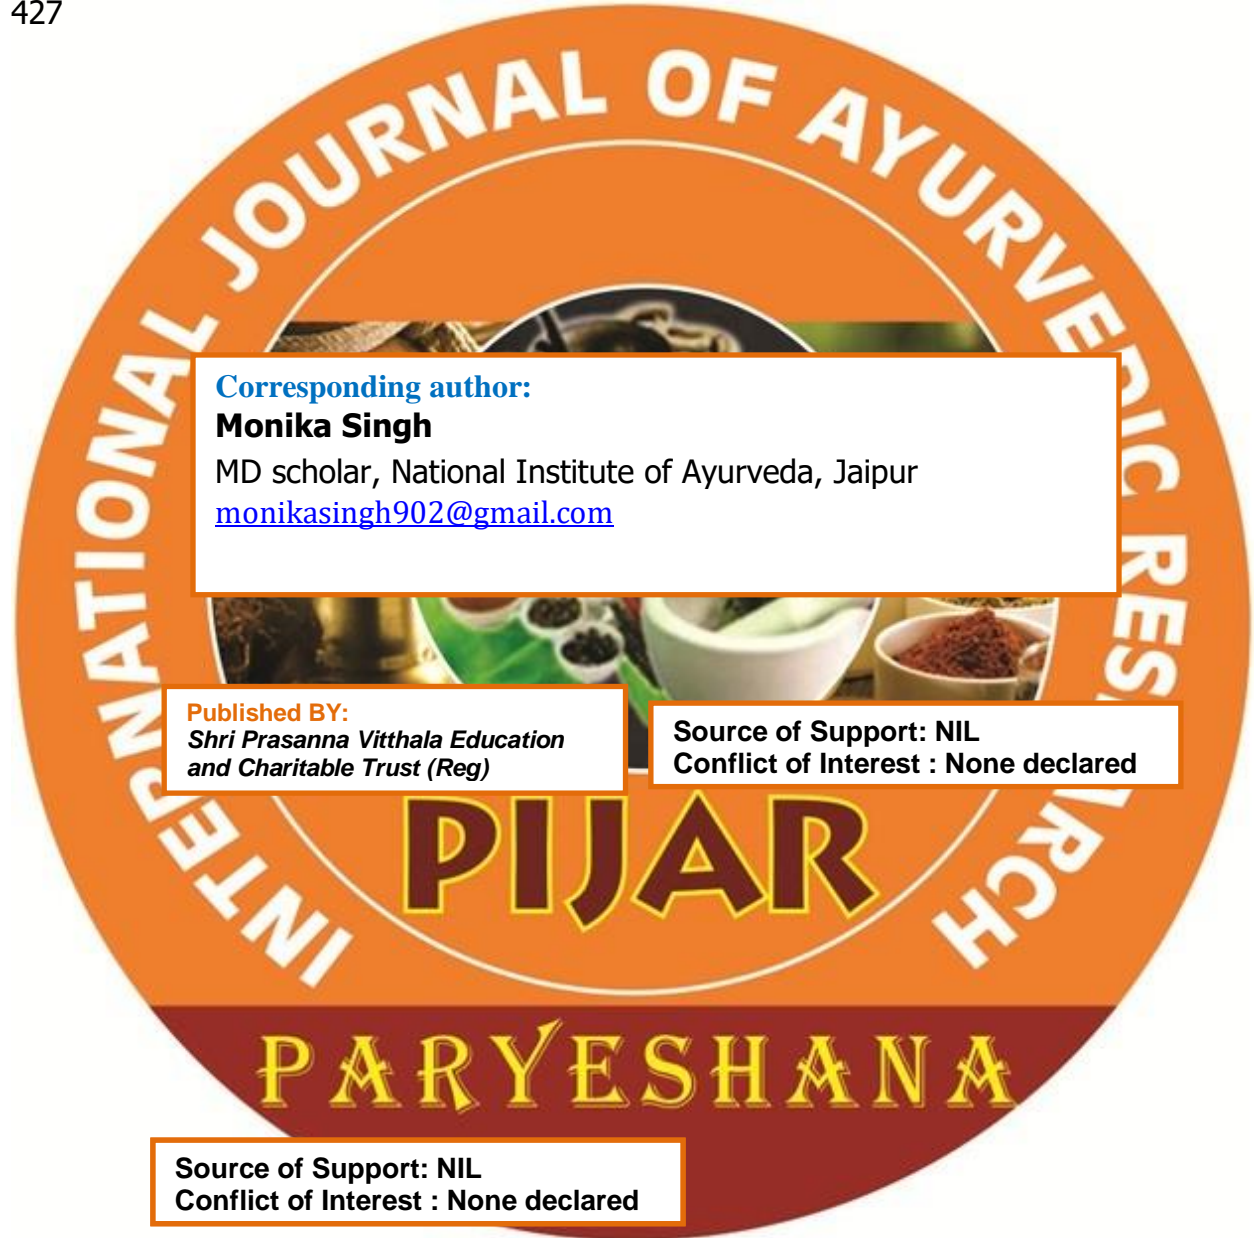 427
INTERNATIONAL JOURNAL OF AYURVEDIC RESEARCH
Corresponding author:
Monika Singh
MD scholar, National Institute of Ayurveda, Jaipur
monikasingh902@gmail.com
Published BY:
Shri Prasanna Vitthala Education
and Charitable Trust (Reg)
Source of Support: NIL
Conflict of Interest : None declared
PIJAR
PARYESHANA
Source of Support: NIL
Conflict of Interest : None declared